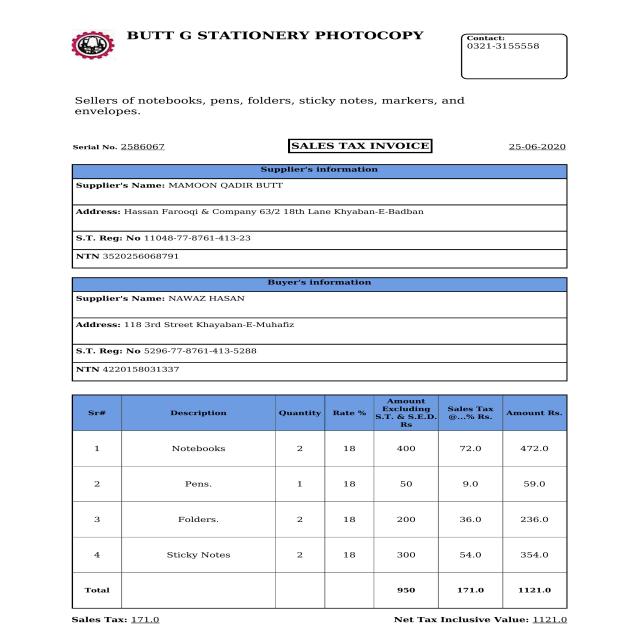 BUTT G STATIONERY PHOTOCOPY
Contact:
0321-3155558
Sellers of notebooks, pens, folders, sticky notes, markers, and
envelopes.
Serial No. 2586067 SALES TAX INVOICE 25-06-2020
Supplier's information
Supplier's Name: MAMOON QADIR BUTT
Address: Hassan Farooqi & Company 63/2 18th Lane Khyaban-E-Badban
S.T. Reg: No 11048-77-8761-413-23
NTN 3520256068791
Buyer's information
Supplier's Name: NAWAZ HASAN
Address: 118 3rd Street Khayaban-E-Muhafiz
S.T. Reg: No 5296-77-8761-413-5288
NTN 4220158031337
Sr# Description Quantity Rate % Amount Excluding S.T. & S.E.D. Rs Sales Tax @...% Rs. Amount Rs.
1 Notebooks 2 18 400 72.0 472.0
2 Pens. 1 18 50 9.0 59.0
3 Folders. 2 18 200 36.0 236.0
4 Sticky Notes 2 18 300 54.0 354.0
Total 950 171.0 1121.0
Sales Tax: 171.0 Net Tax Inclusive Value: 1121.0